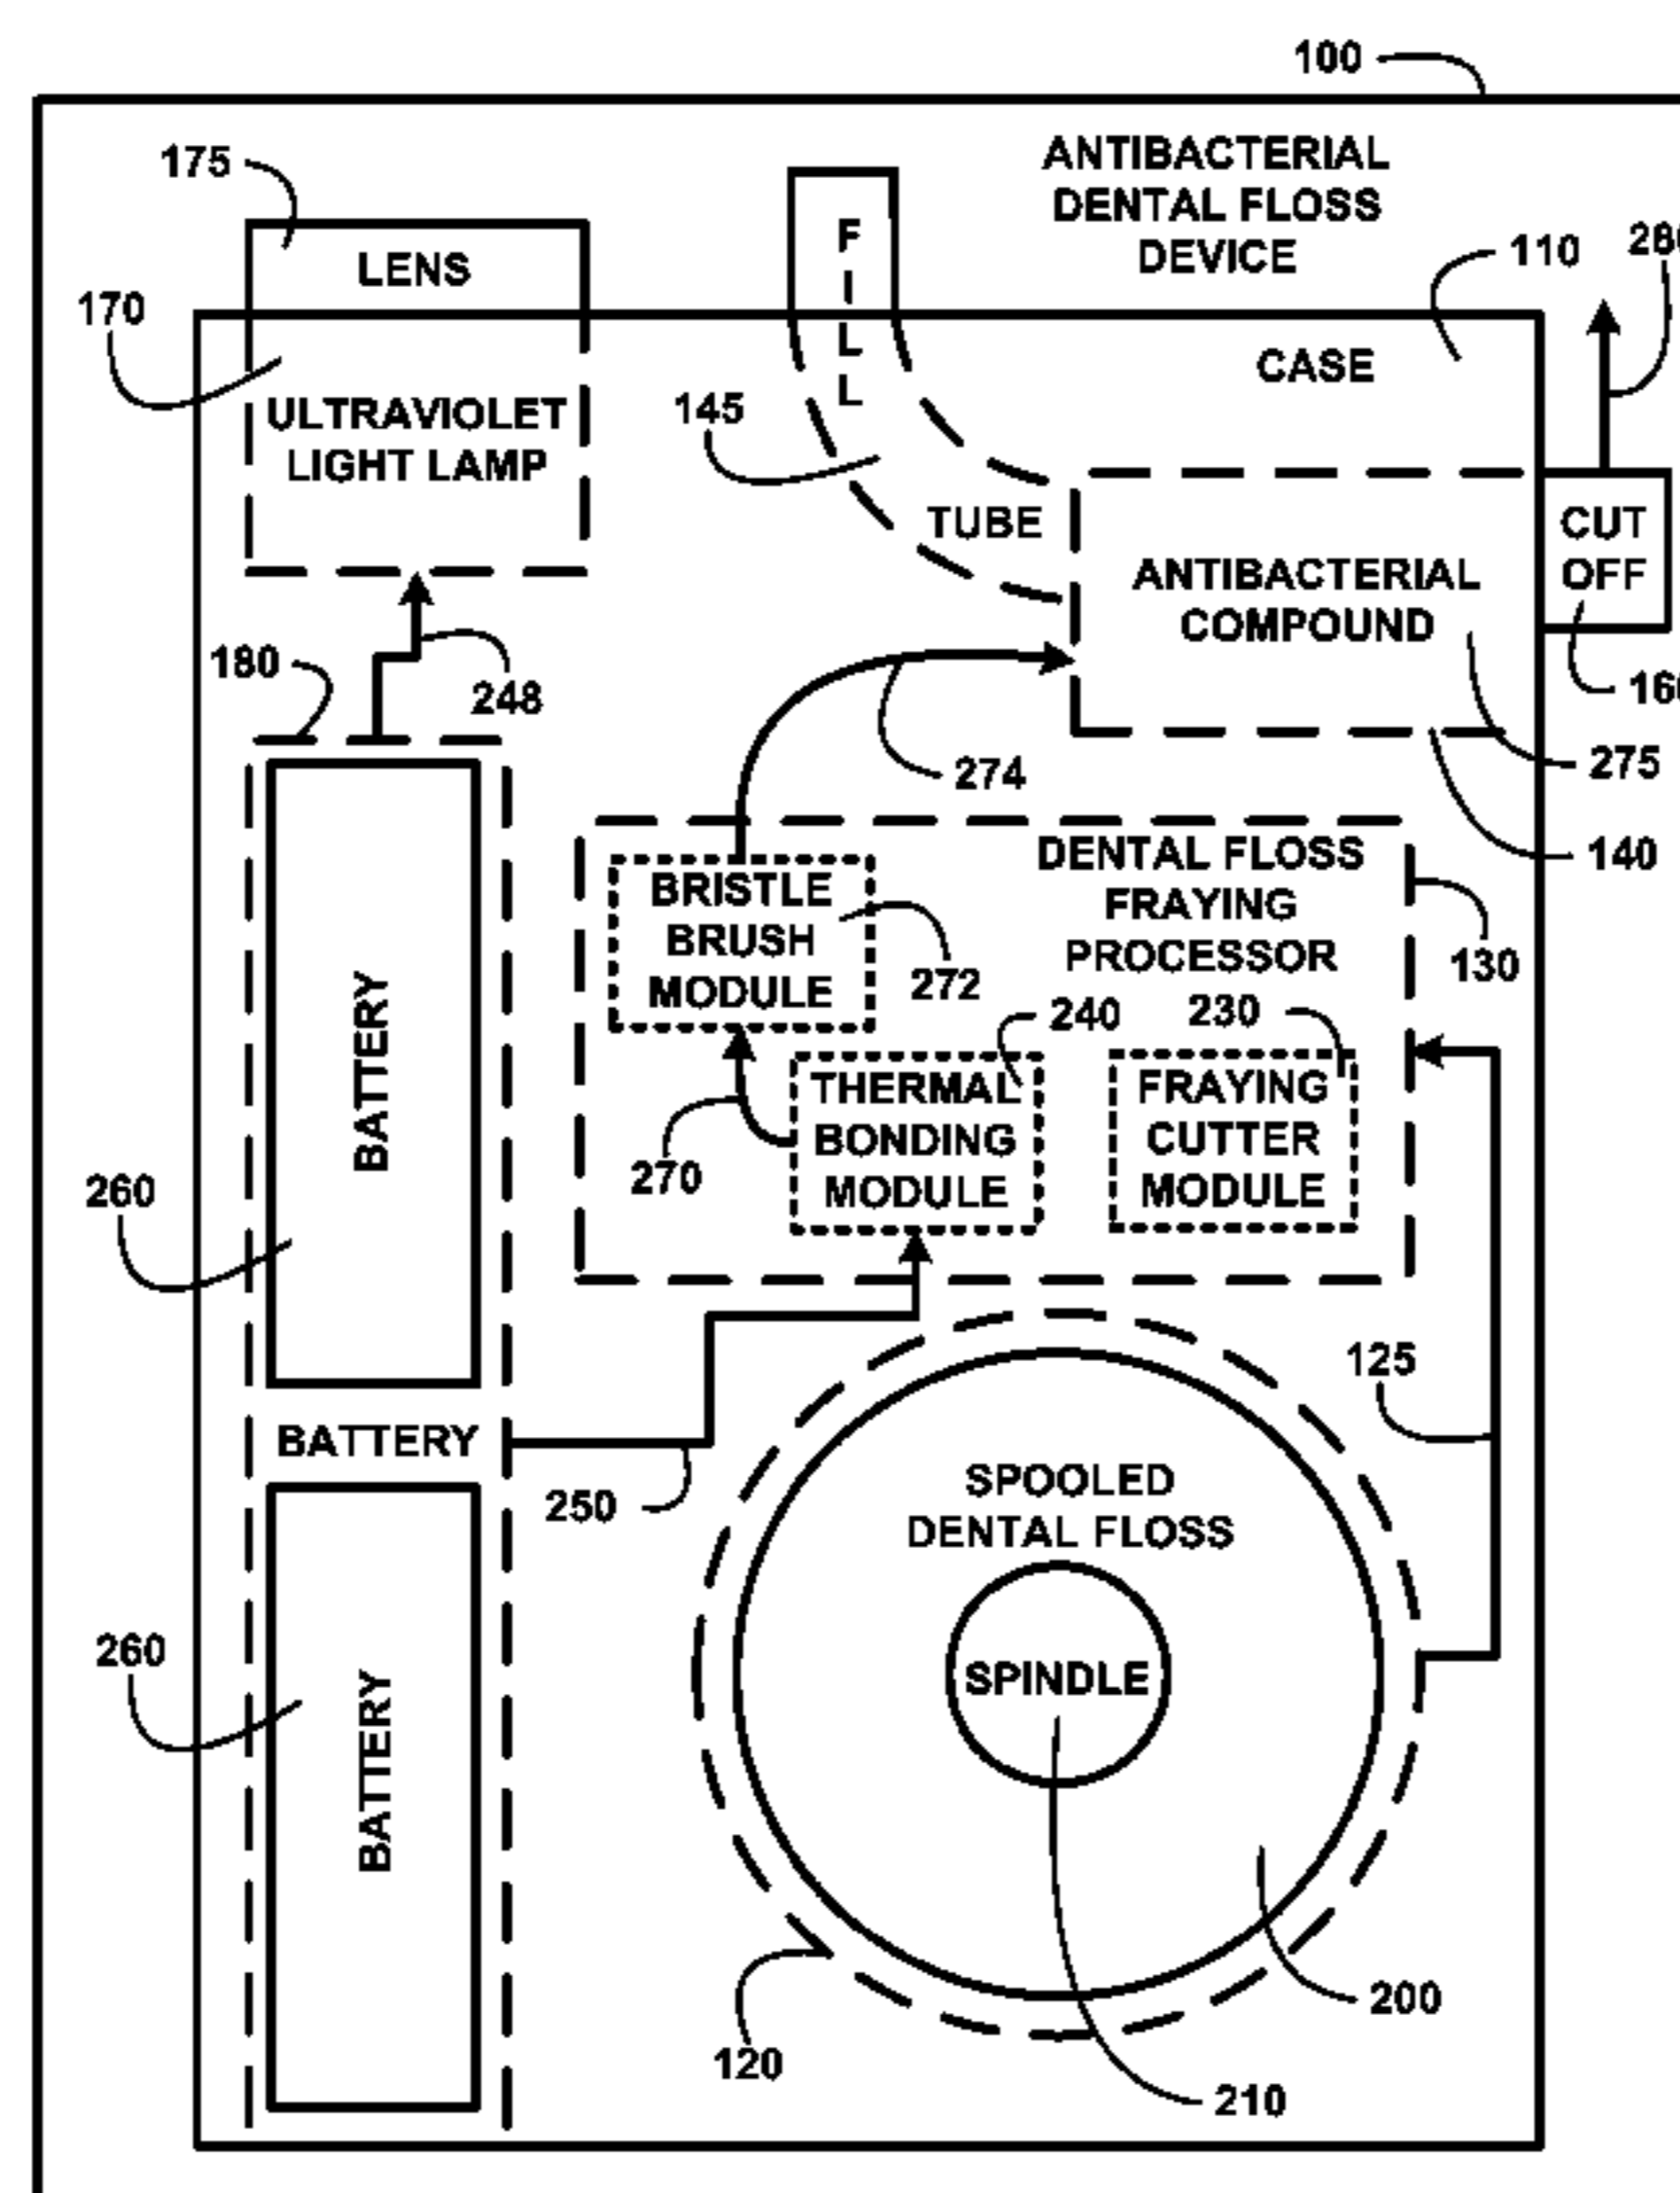 100
ANTIBACTERIAL
DENTAL FLOSS
DEVICE
175
LENS
FILL
110
170
CASE
ULTRAVIOLET
LIGHT LAMP
145
TUBE
CUT
OFF
ANTIBACTERIAL
COMPOUND
180
248
274
275
140
DENTAL FLOSS
FRAYING
PROCESSOR
BRISTLE
BRUSH
MODULE
272
130
240
230
THERMAL
BONDING
MODULE
FRAYING
CUTTER
MODULE
270
BATTERY
260
125
BATTERY
250
SPOOLED
DENTAL FLOSS
SPINDLE
260
BATTERY
200
120
210